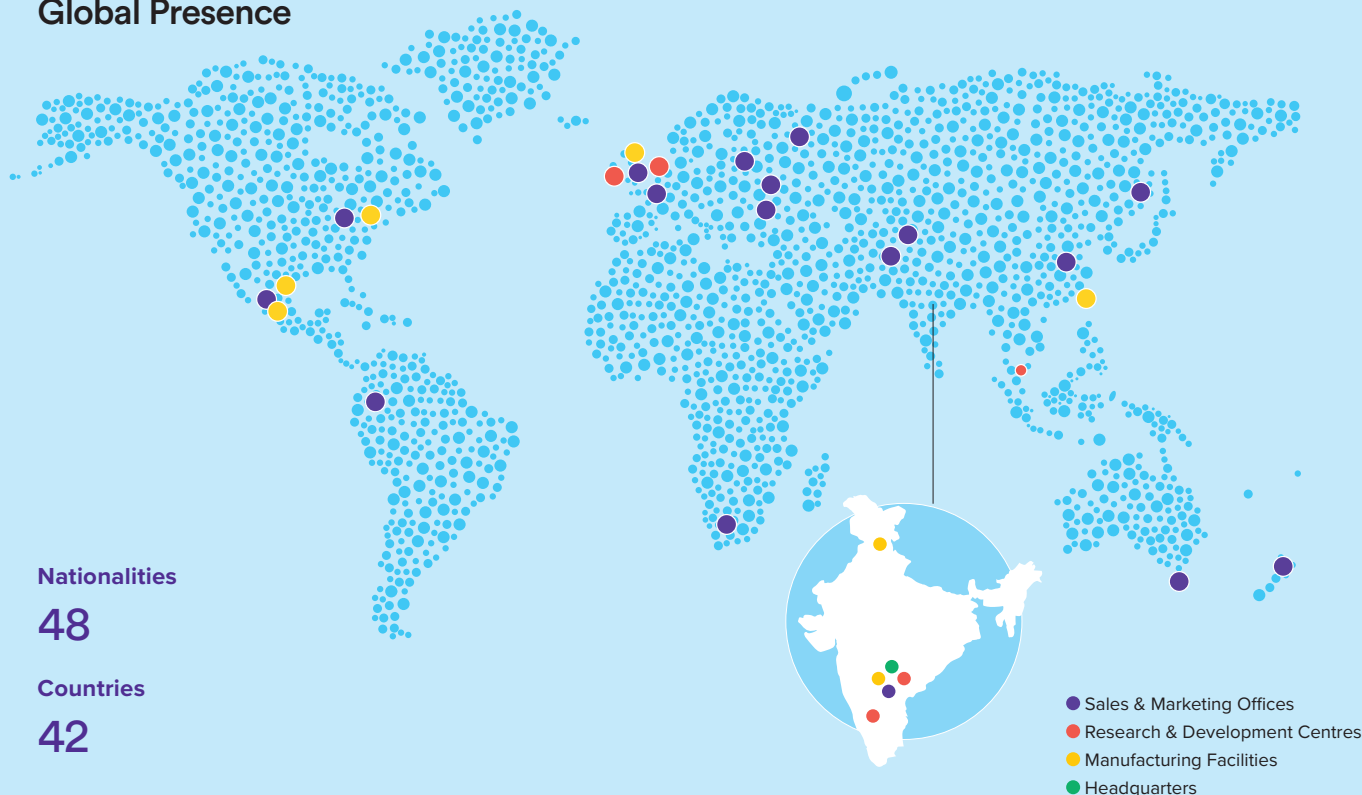 Global Presence
Nationalities
48
Countries
42
Sales & Marketing Offices
Research & Development Centres
Manufacturing Facilities
Headquarters